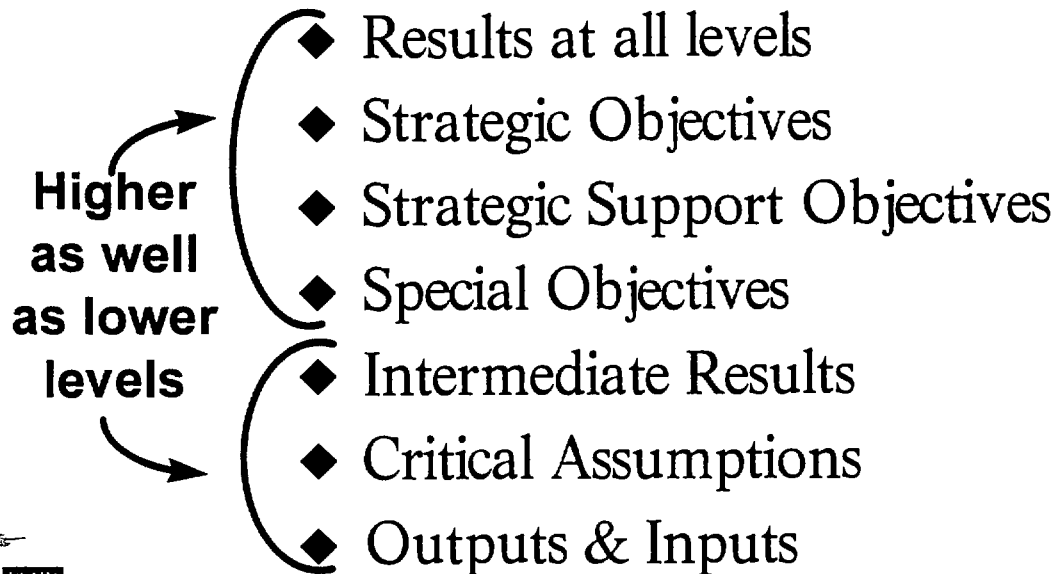 ◆ Results at all levels
◆ Strategic Objectives
◆ Strategic Support Objectives
◆ Special Objectives
◆ Intermediate Results
◆ Critical Assumptions
◆ Outputs & Inputs
Higher
as well
as lower
levels